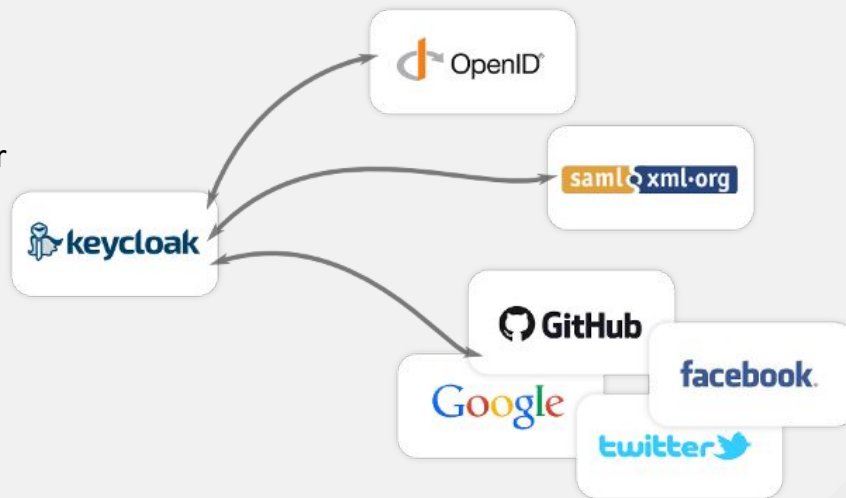 OpenID®
r
saml xml.org
keycloak
GitHub
facebook.
Google
twitter